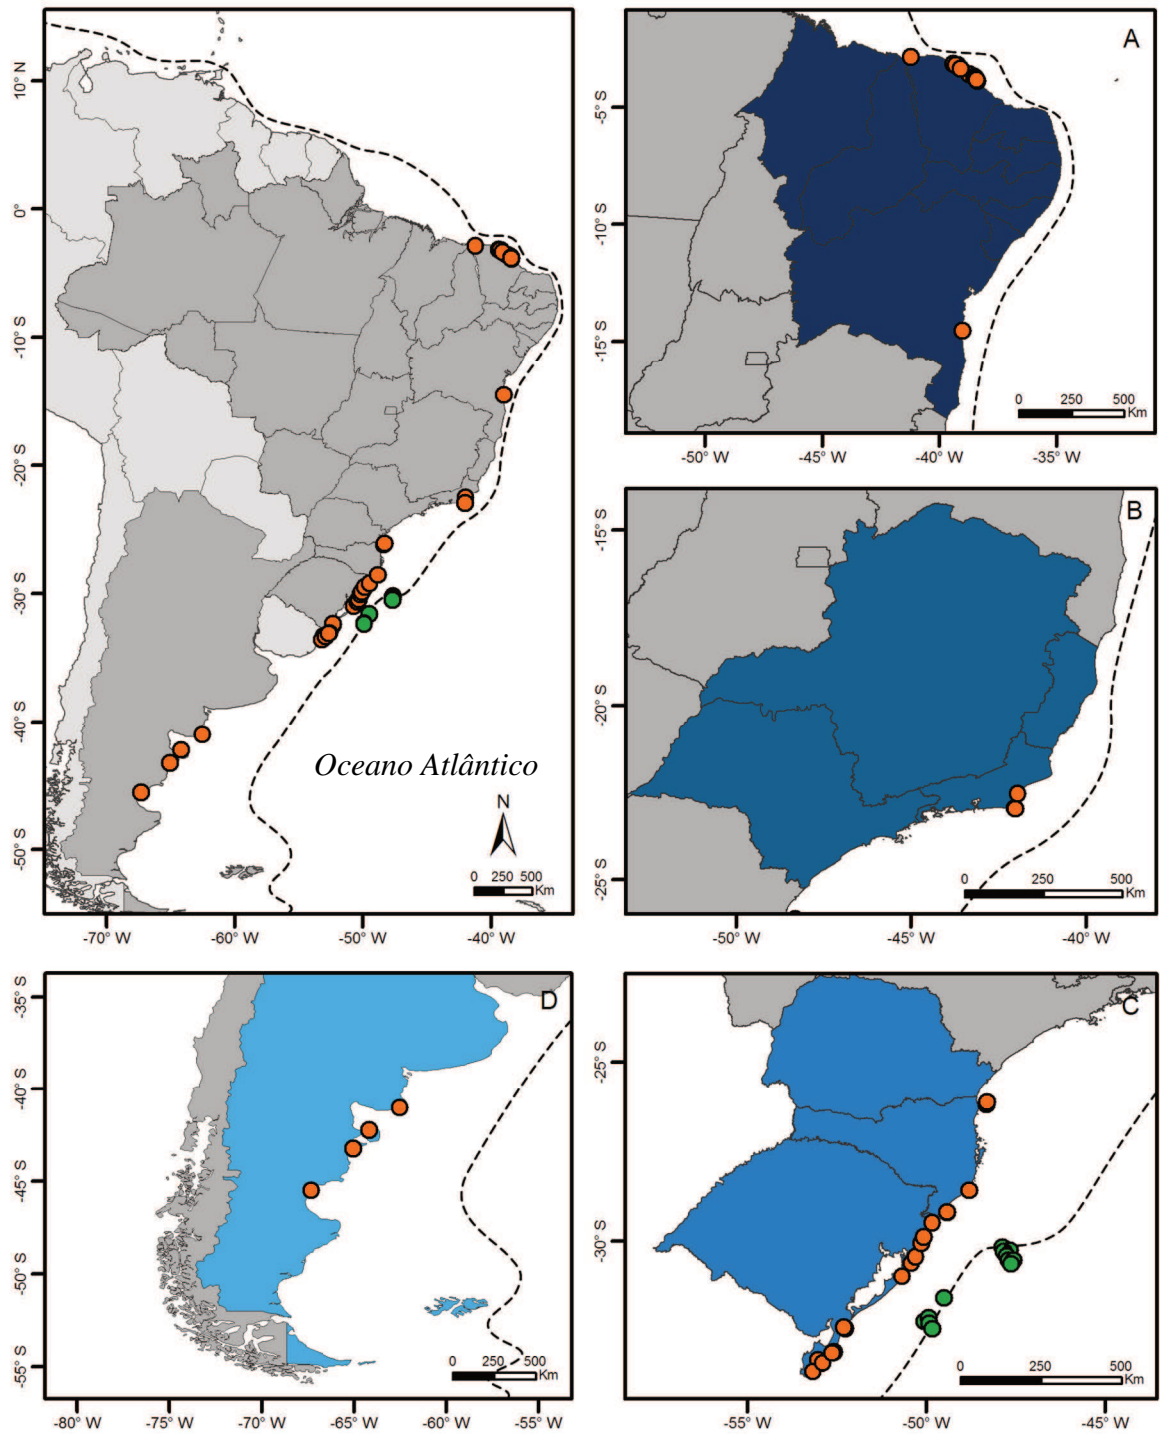 10° N
0°
-10° S
-20° S
-30° S
-40° S
-50° S
-70° W
-60° W
-50° W
-40° W
Oceano Atlântico
N
0 250 500
Km
A
-5° S
-10° S
-15° S
-50° W
-45° W
-40° W
-35° W
0 250 500
Km
B
-15° S
-20° S
-25° S
-50° W
-45° W
-40° W
0 250 500
Km
D
-35° S
-40° S
-45° S
-50° S
-55° S
-80° W
-75° W
-70° W
-65° W
-60° W
-55° W
0 250 500
Km
C
-25° S
-30° S
-55° W
-50° W
-45° W
0 250 500
Km